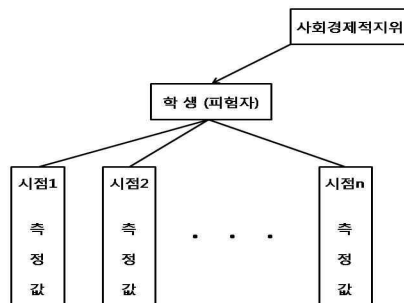 사회경제적지위
학 생 (피험자)
시점1
측
정
값
시점2
측
정
값
. . .
시점n
측
정
값